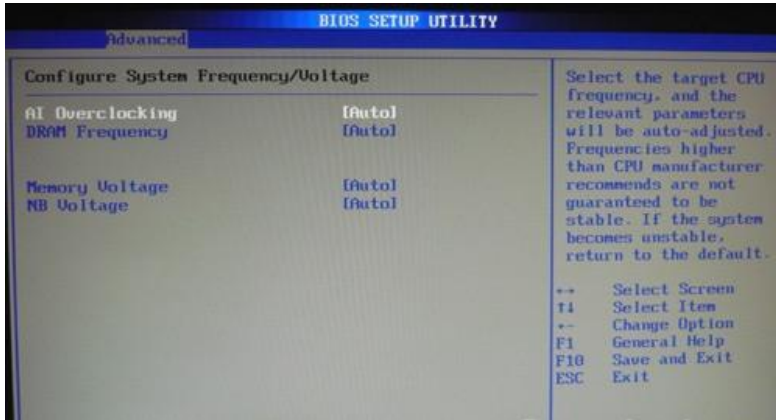 BIOS SETUP UTILITY
Advanced
Configure System Frequency/Voltage
AI Overclocking [Auto]
DRAM Frequency [Auto]
Memory Voltage [Auto]
NB Voltage [Auto]
Select the target CPU
frequency, and the
relevant parameters
will be auto-adjusted.
Frequencies higher
than CPU manufacturer
recommends are not
guaranteed to be
stable. If the system
becomes unstable,
return to the default.
←→ Select Screen
↑↓ Select Item
+- Change Option
F1 General Help
F10 Save and Exit
ESC Exit